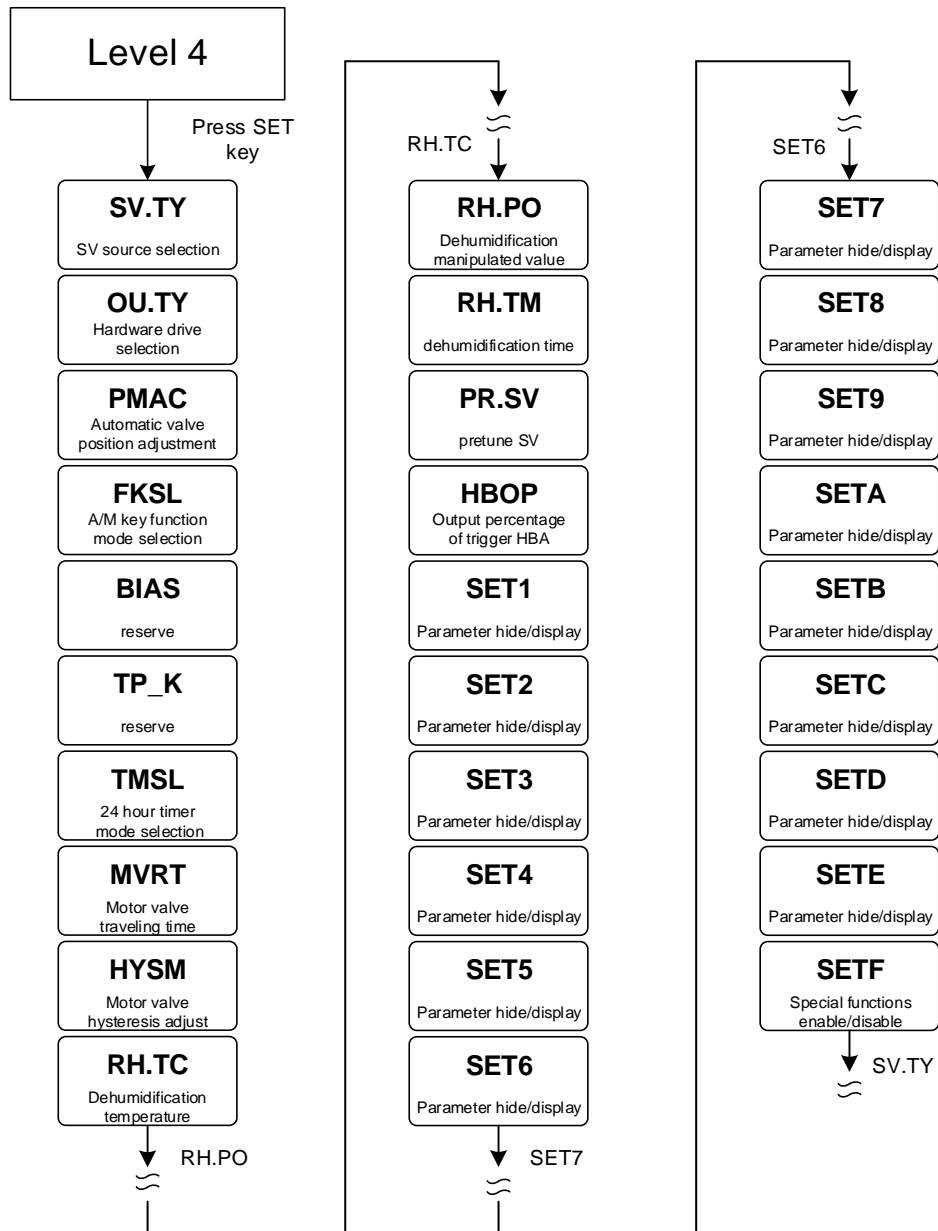 Level 4
Press SET
key
SV.TY
SV source selection
OU.TY
Hardware drive
selection
PMAC
Automatic valve
position adjustment
FKSL
A/M key function
mode selection
BIAS
reserve
TP_K
reserve
TMSL
24 hour timer
mode selection
MVRT
Motor valve
traveling time
HYSM
Motor valve
hysteresis adjust
RH.TC
Dehumidification
temperature
RH.PO
RH.TC
RH.PO
Dehumidification
manipulated value
RH.TM
dehumidification time
PR.SV
pretune SV
HBOP
Output percentage
of trigger HBA
SET1
Parameter hide/display
SET2
Parameter hide/display
SET3
Parameter hide/display
SET4
Parameter hide/display
SET5
Parameter hide/display
SET6
Parameter hide/display
SET7
SET6
SET7
Parameter hide/display
SET8
Parameter hide/display
SET9
Parameter hide/display
SETA
Parameter hide/display
SETB
Parameter hide/display
SETC
Parameter hide/display
SETD
Parameter hide/display
SETE
Parameter hide/display
SETF
Special functions
enable/disable
SV.TY